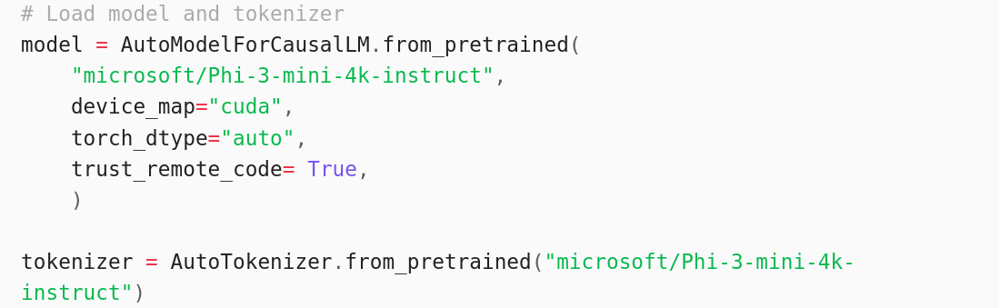 # Load model and tokenizer
model = AutoModelForCausalLM.from_pretrained(
    "microsoft/Phi-3-mini-4k-instruct",
    device_map="cuda",
    torch_dtype="auto",
    trust_remote_code= True,
    )

tokenizer = AutoTokenizer.from_pretrained("microsoft/Phi-3-mini-4k-
instruct")